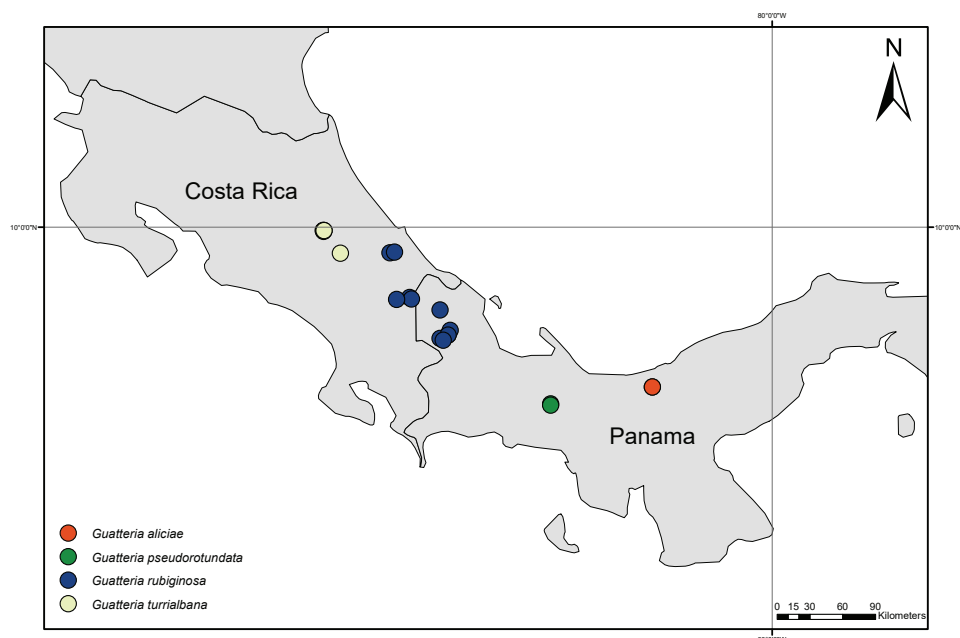 80°0'0"W
N
Costa Rica
10°0'0"N
10°0'0"N
Panama
Guatteria aliciae
Guatteria pseudorotundata
Guatteria rubiginosa
Guatteria turrialbana
0 15 30 60 90
Kilometers